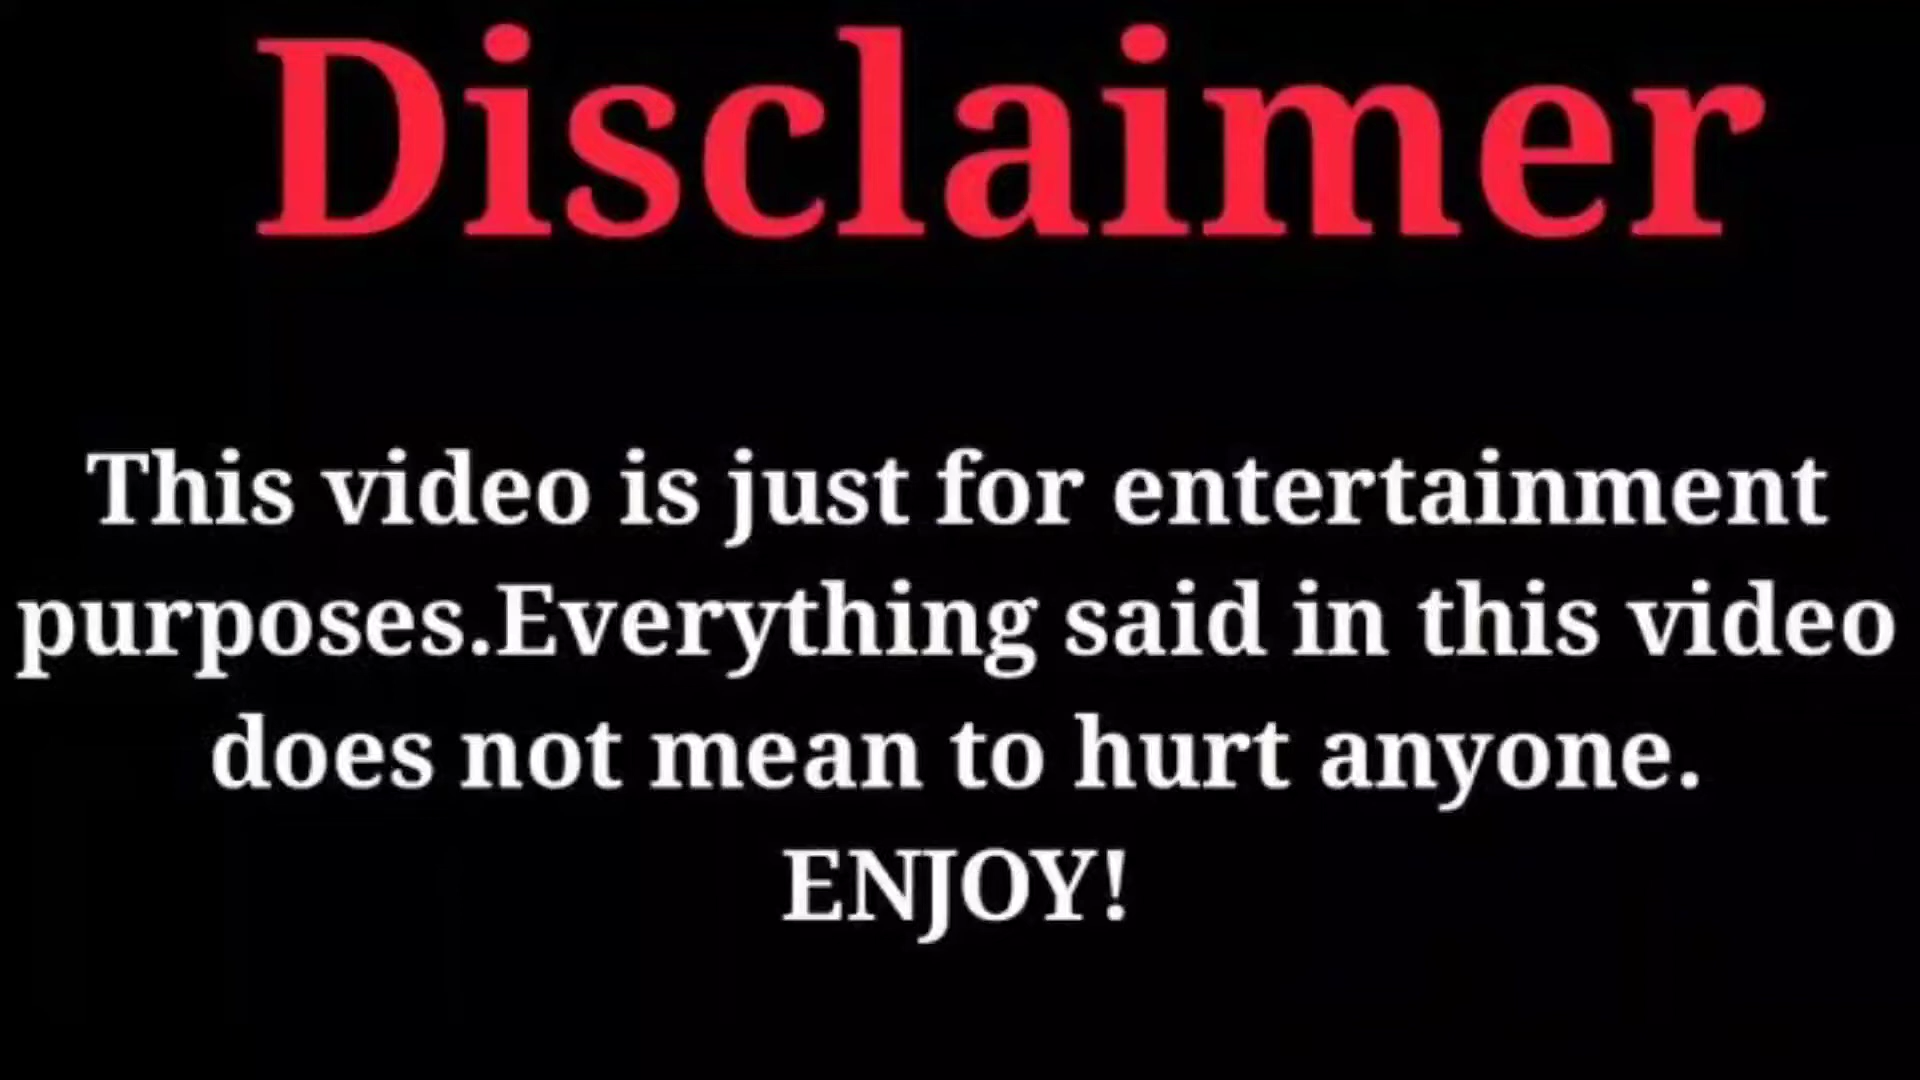 Disclaimer
This video is just for entertainment
purposes.Everything said in this video
does not mean to hurt anyone.
ENJOY!